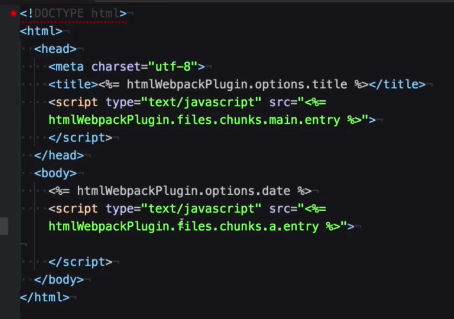 <!DOCTYPE html>
<html>
<head>
<meta charset="utf-8">
<title><%= htmlWebpackPlugin.options.title %></title>
<script type="text/javascript" src="<%=
htmlWebpackPlugin.files.chunks.main.entry %>">
</script>
</head>
<body>
<%= htmlWebpackPlugin.options.date %>
<script type="text/javascript" src="<%=
htmlWebpackPlugin.files.chunks.a.entry %>">
</script>
</body>
</html>